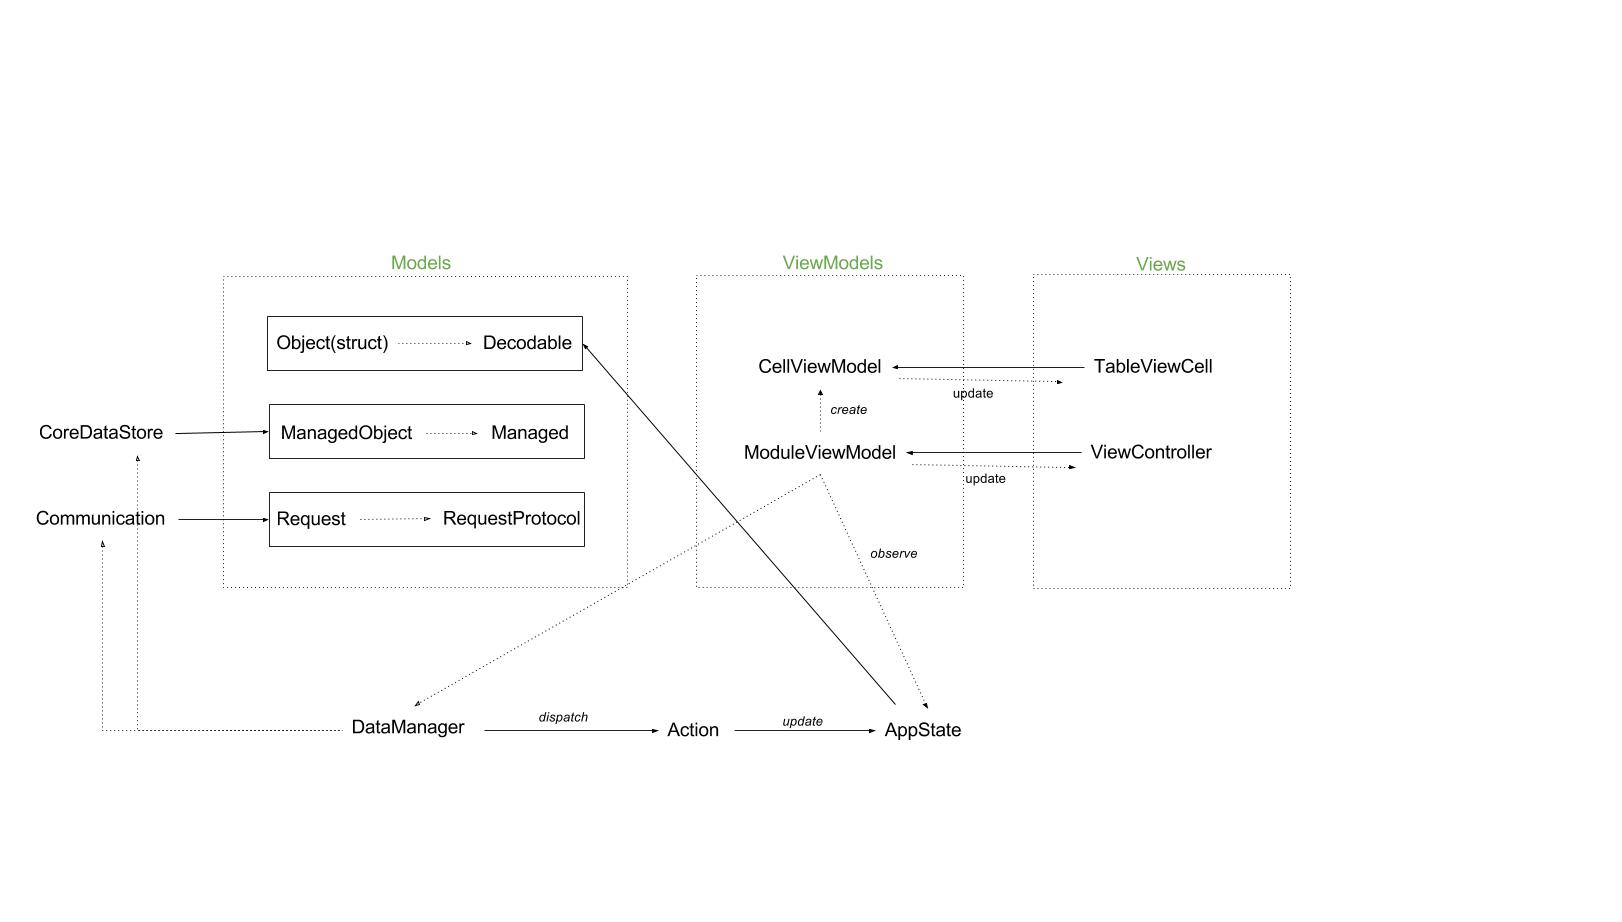 Models
ViewModels
Views
Object(struct)
Decodable
CellViewModel
TableViewCell
update
create
CoreDataStore
ManagedObject
Managed
ModuleViewModel
ViewController
update
Communication
Request
RequestProtocol
observe
DataManager
dispatch
Action
update
AppState